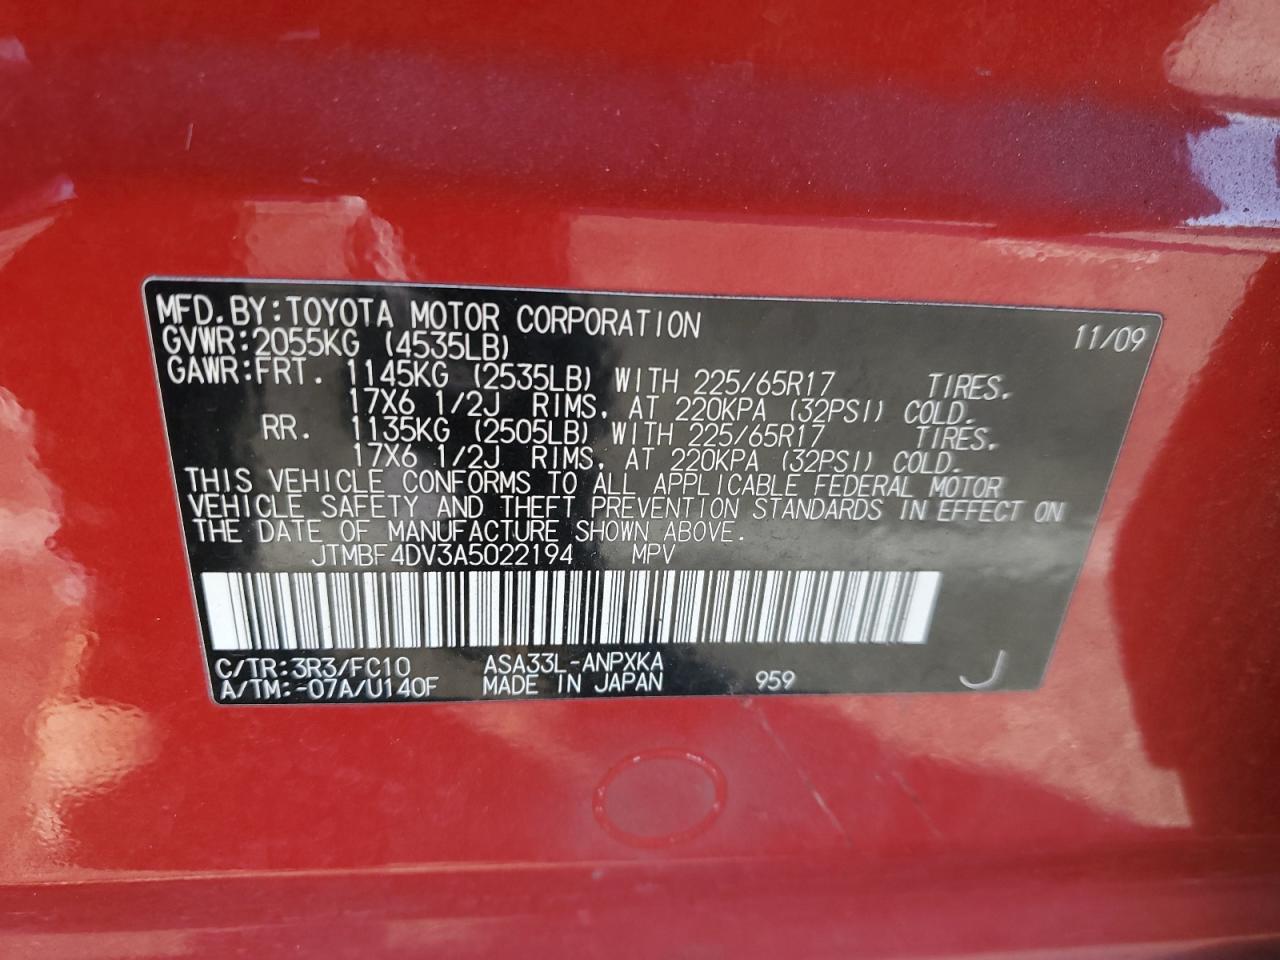 MFD.BY:TOYOTA MOTOR CORPORATION 11/09
GVWR:2055KG (4535LB)
GAWR:FRT. 1145KG (2535LB) WITH 225/65R17 TIRES.
17X6 1/2J RIMS, AT 220KPA (32PSI) COLD.
RR. 1135KG (2505LB) WITH 225/65R17 TIRES.
17X6 1/2J RIMS, AT 220KPA (32PSI) COLD.
THIS VEHICLE CONFORMS TO ALL APPLICABLE FEDERAL MOTOR
VEHICLE SAFETY AND THEFT PREVENTION STANDARDS IN EFFECT ON
THE DATE OF MANUFACTURE SHOWN ABOVE.
JTMBF4DV3A5022194 MPV
C/TR:3R3/FC10 ASA33L-ANPXKA
A/TM:-07A/U140F MADE IN JAPAN 959 J